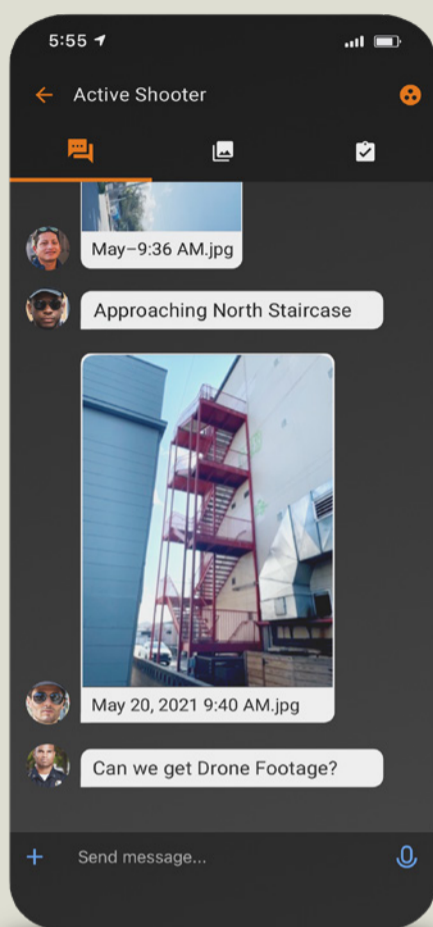 5:55
Active Shooter
May–9:36 AM.jpg
Approaching North Staircase
May 20, 2021 9:40 AM.jpg
Can we get Drone Footage?
Send message...